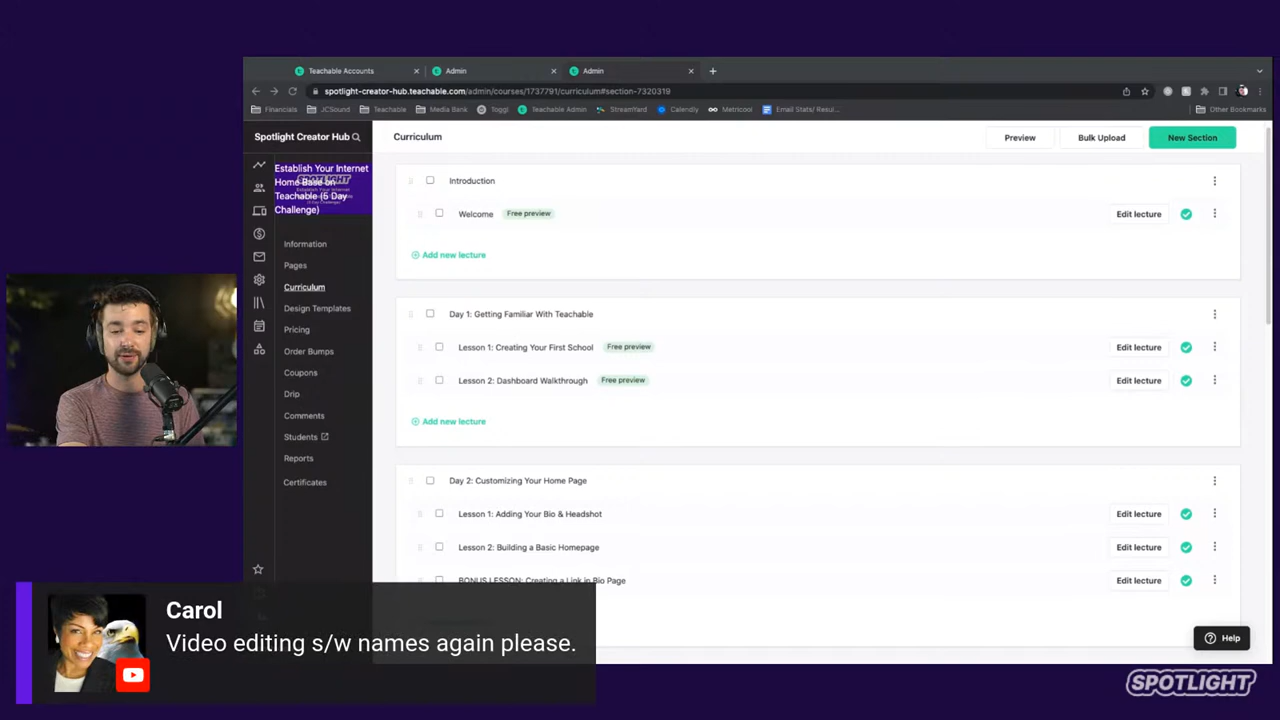 Teachable Accounts
Admin
Admin
spotlight-creator-hub.teachable.com/admin/courses/1737791/curriculum#section-7320319
Financials JCSound Teachable Media Bank Toggl Teachable Admin StreamYard Calendly Metricool Email Stats/ Resul... Other Bookmarks
Spotlight Creator Hub
Curriculum
Preview
Bulk Upload
New Section
Establish Your Internet
Home Base on
Teachable (5 Day
Challenge)
SPOTLIGHT
Information
Pages
Curriculum
Design Templates
Pricing
Order Bumps
Coupons
Drip
Comments
Students
Reports
Certificates
Introduction
Welcome Free preview Edit lecture
Add new lecture
Day 1: Getting Familiar With Teachable
Lesson 1: Creating Your First School Free preview Edit lecture
Lesson 2: Dashboard Walkthrough Free preview Edit lecture
Add new lecture
Day 2: Customizing Your Home Page
Lesson 1: Adding Your Bio & Headshot Edit lecture
Lesson 2: Building a Basic Homepage Edit lecture
BONUS LESSON: Creating a Link in Bio Page Edit lecture
Help
Carol
Video editing s/w names again please.
SPOTLIGHT